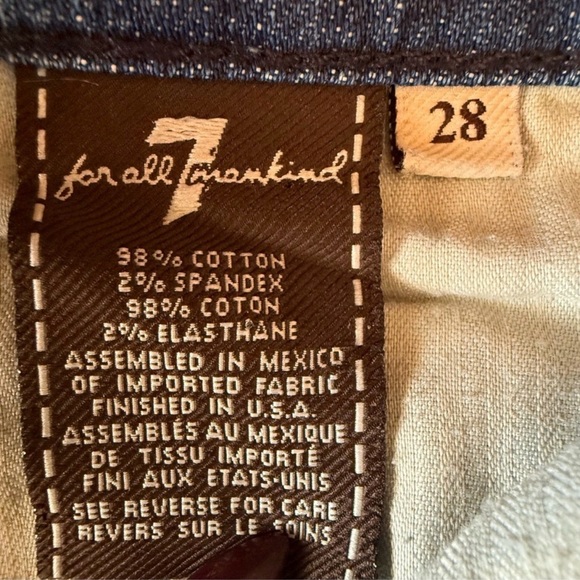 7
for all mankind
28
98% COTTON
2% SPANDEX
98% COTON
2% ELASTHANE
ASSEMBLED IN MEXICO
OF IMPORTED FABRIC
FINISHED IN U.S.A.
ASSEMBLÉS AU MEXIQUE
DE TISSU IMPORTÉ
FINI AUX ETATS-UNIS
SEE REVERSE FOR CARE
REVERS SUR LE SOINS